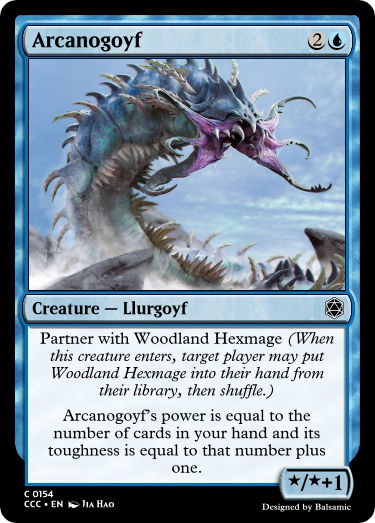 Arcanogoyf 2
Creature — Llurgoyf
Partner with Woodland Hexmage (When
this creature enters, target player may put
Woodland Hexmage into their hand from
their library, then shuffle.)
Arcanogoyf's power is equal to the
number of cards in your hand and its
toughness is equal to that number plus
one.
★/★+1
C 0154
CCC • EN Jia Hao
Designed by Balsamic